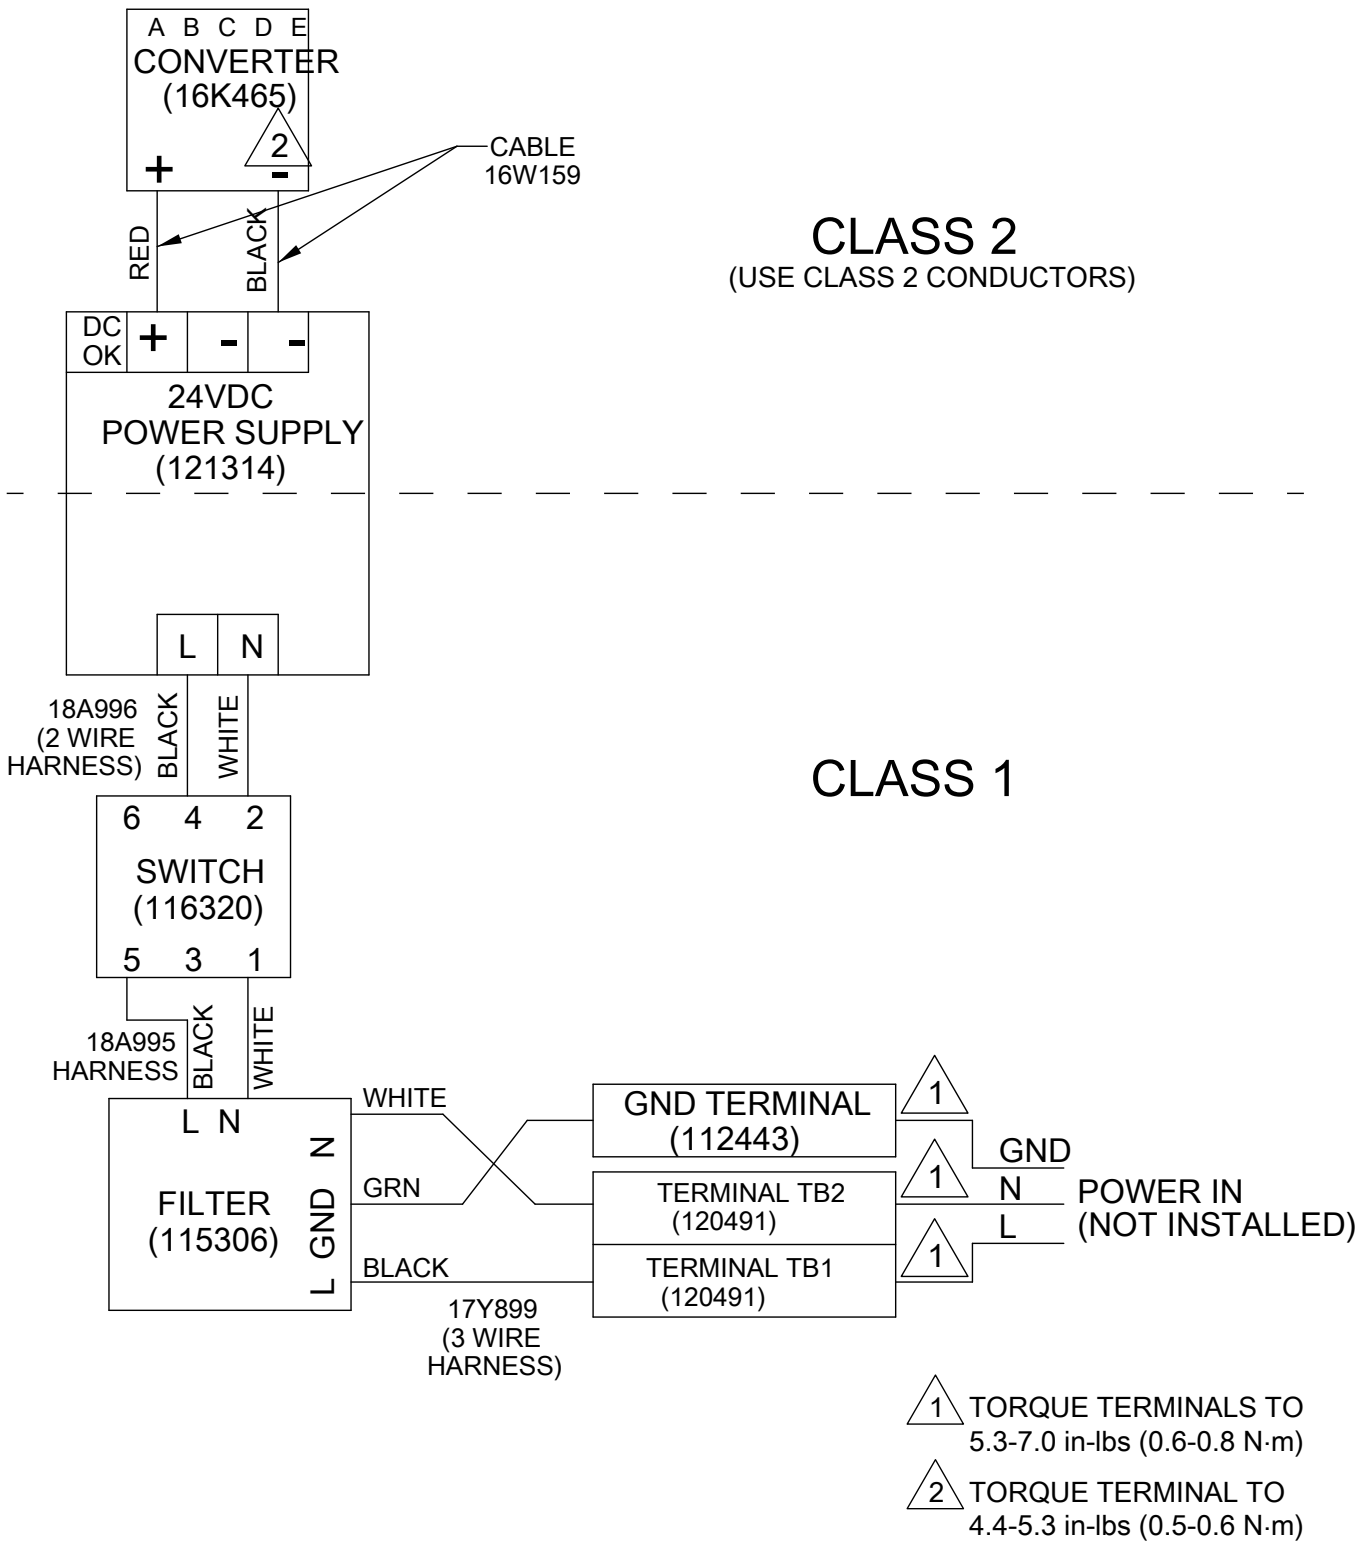 A B C D E
CONVERTER
(16K465)
2
+ -
CABLE
16W159
RED
BLACK
CLASS 2
(USE CLASS 2 CONDUCTORS)
DC
OK
+ - -
24VDC
POWER SUPPLY
(121314)
L N
18A996
(2 WIRE
HARNESS)
BLACK
WHITE
CLASS 1
6 4 2
SWITCH
(116320)
5 3 1
18A995
HARNESS
BLACK
WHITE
L N
FILTER
(115306)
N
GND
L
WHITE
GRN
BLACK
17Y899
(3 WIRE
HARNESS)
GND TERMINAL
(112443)
TERMINAL TB2
(120491)
TERMINAL TB1
(120491)
1
1
1
GND
N
L
POWER IN
(NOT INSTALLED)
1 TORQUE TERMINALS TO
5.3-7.0 in-lbs (0.6-0.8 N·m)
2 TORQUE TERMINAL TO
4.4-5.3 in-lbs (0.5-0.6 N·m)